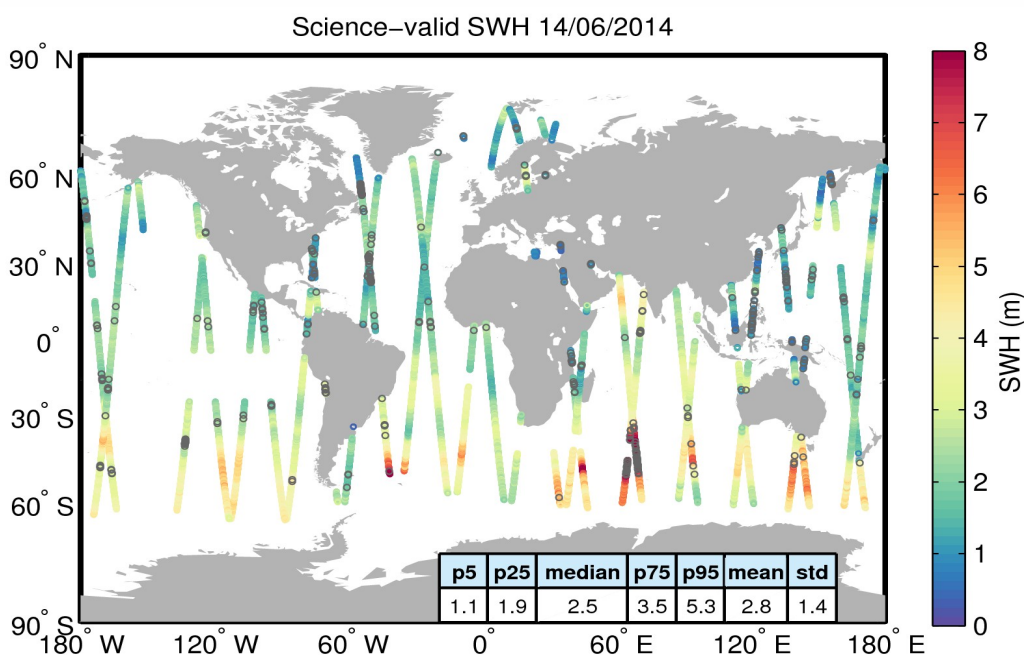 Science−valid SWH 14/06/2014
90° N
60° N
30° N
0°
30° S
60° S
90° S
180° W
120° W
60° W
0°
60° E
120° E
180° E
p5 p25 median p75 p95 mean std
1.1 1.9 2.5 3.5 5.3 2.8 1.4
8
7
6
5
4
3
2
1
0
SWH (m)